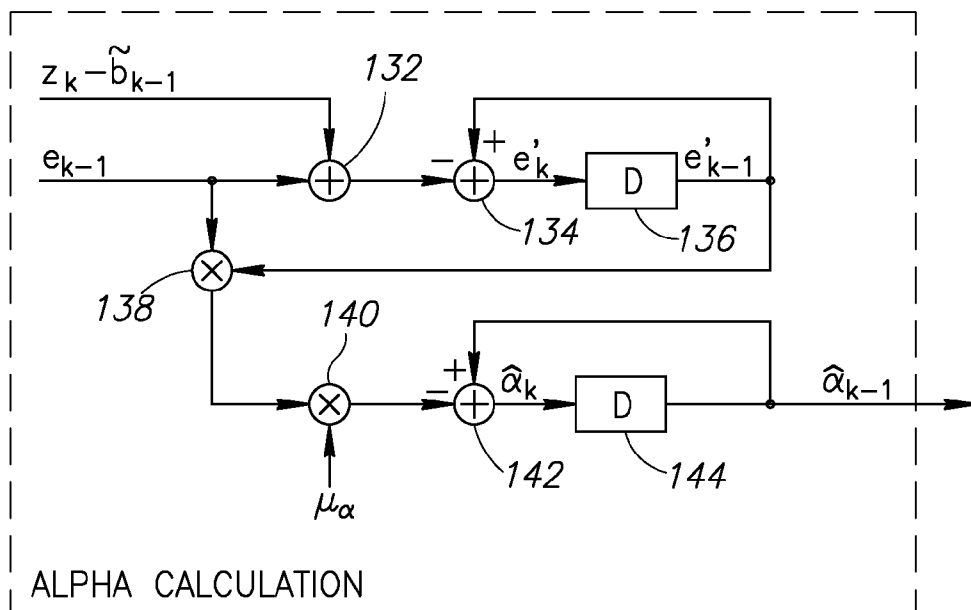 z_k – b̃_{k–1}
132
e_{k–1}
–
+
e'_k
D
e'_{k–1}
134
136
138
140
–
+
α̂_k
D
α̂_{k–1}
142
144
μ_α
ALPHA CALCULATION